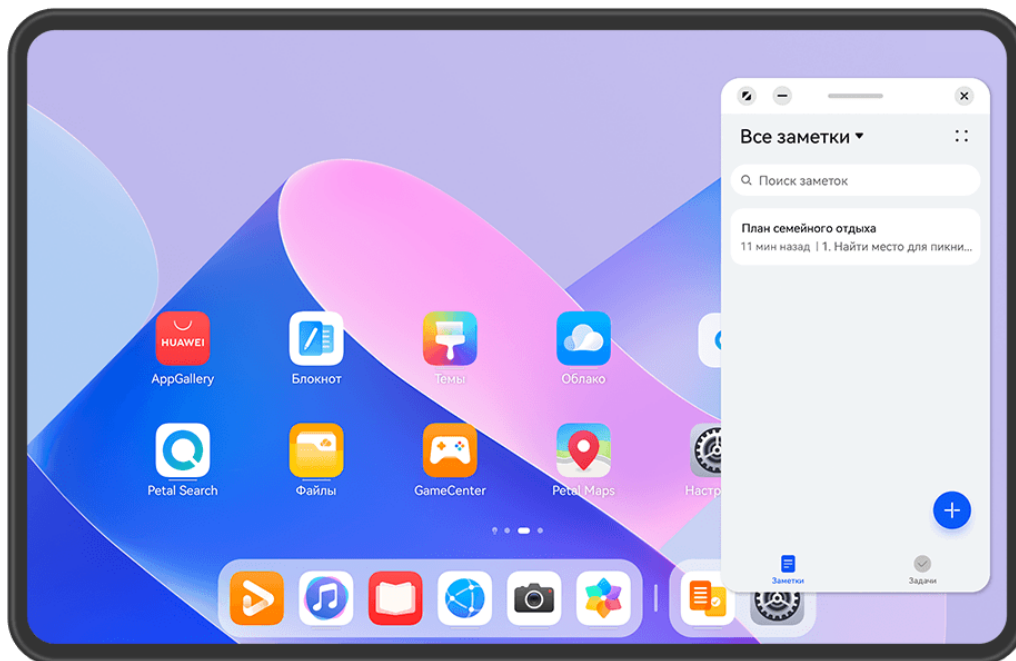 Все заметки
Поиск заметок
План семейного отдыха
11 мин назад | 1. Найти место для пикни...
HUAWEI
AppGallery
Блокнот
Темы
Облако
Petal Search
Файлы
GameCenter
Petal Maps
Настр
Заметки
Задачи